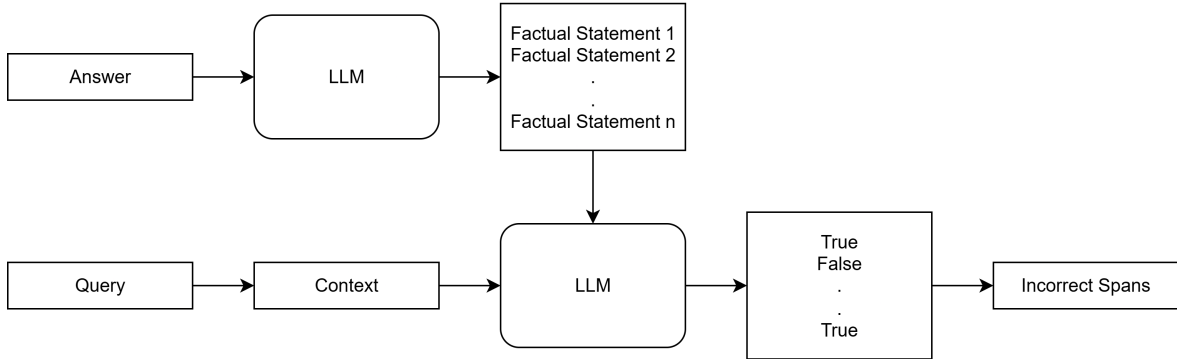 Answer
LLM
Factual Statement 1
Factual Statement 2
.
.
Factual Statement n
Query
Context
LLM
True
False
.
.
True
Incorrect Spans